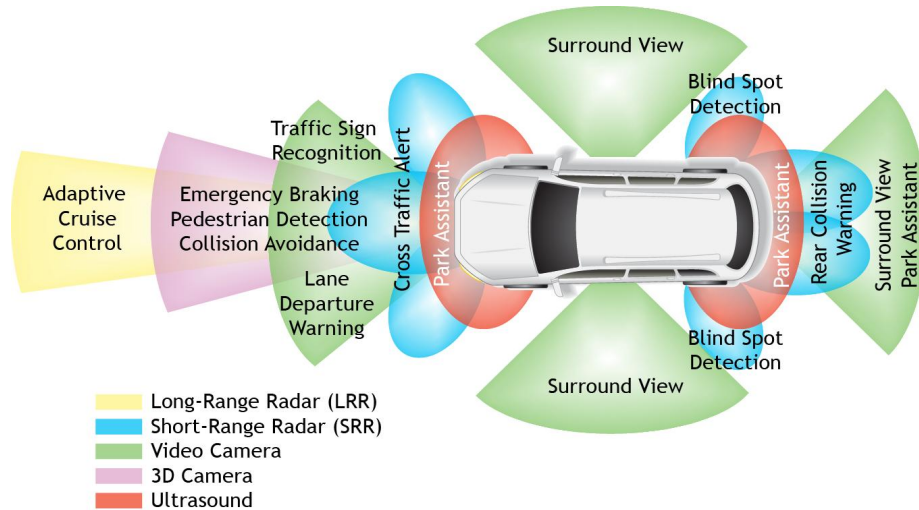 Surround View
Blind Spot
Detection
Traffic Sign
Recognition
Adaptive
Cruise
Control
Emergency Braking
Pedestrian Detection
Collision Avoidance
Lane
Departure
Warning
Cross Traffic Alert
Park Assistant
Park Assistant
Rear Collision
Warning
Surround View
Park Assistant
Blind Spot
Detection
Surround View
Long-Range Radar (LRR)
Short-Range Radar (SRR)
Video Camera
3D Camera
Ultrasound